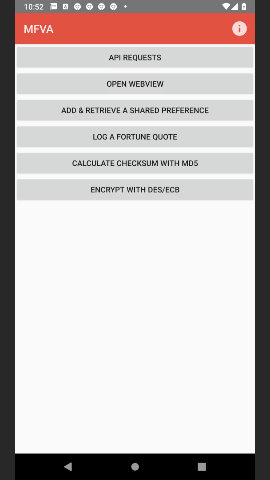 10:52
MFVA
API REQUESTS
OPEN WEBVIEW
ADD & RETRIEVE A SHARED PREFERENCE
LOG A FORTUNE QUOTE
CALCULATE CHECKSUM WITH MD5
ENCRYPT WITH DES/ECB